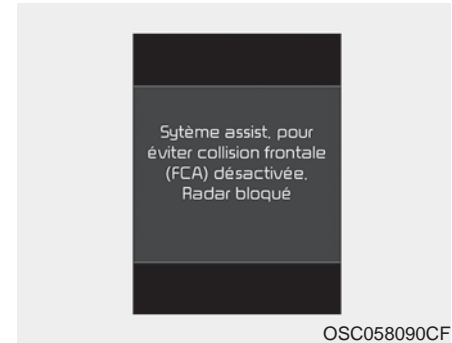 Sytème assist. pour
éviter collision frontale
(FCA) désactivée.
Radar bloqué
OSC058090CF